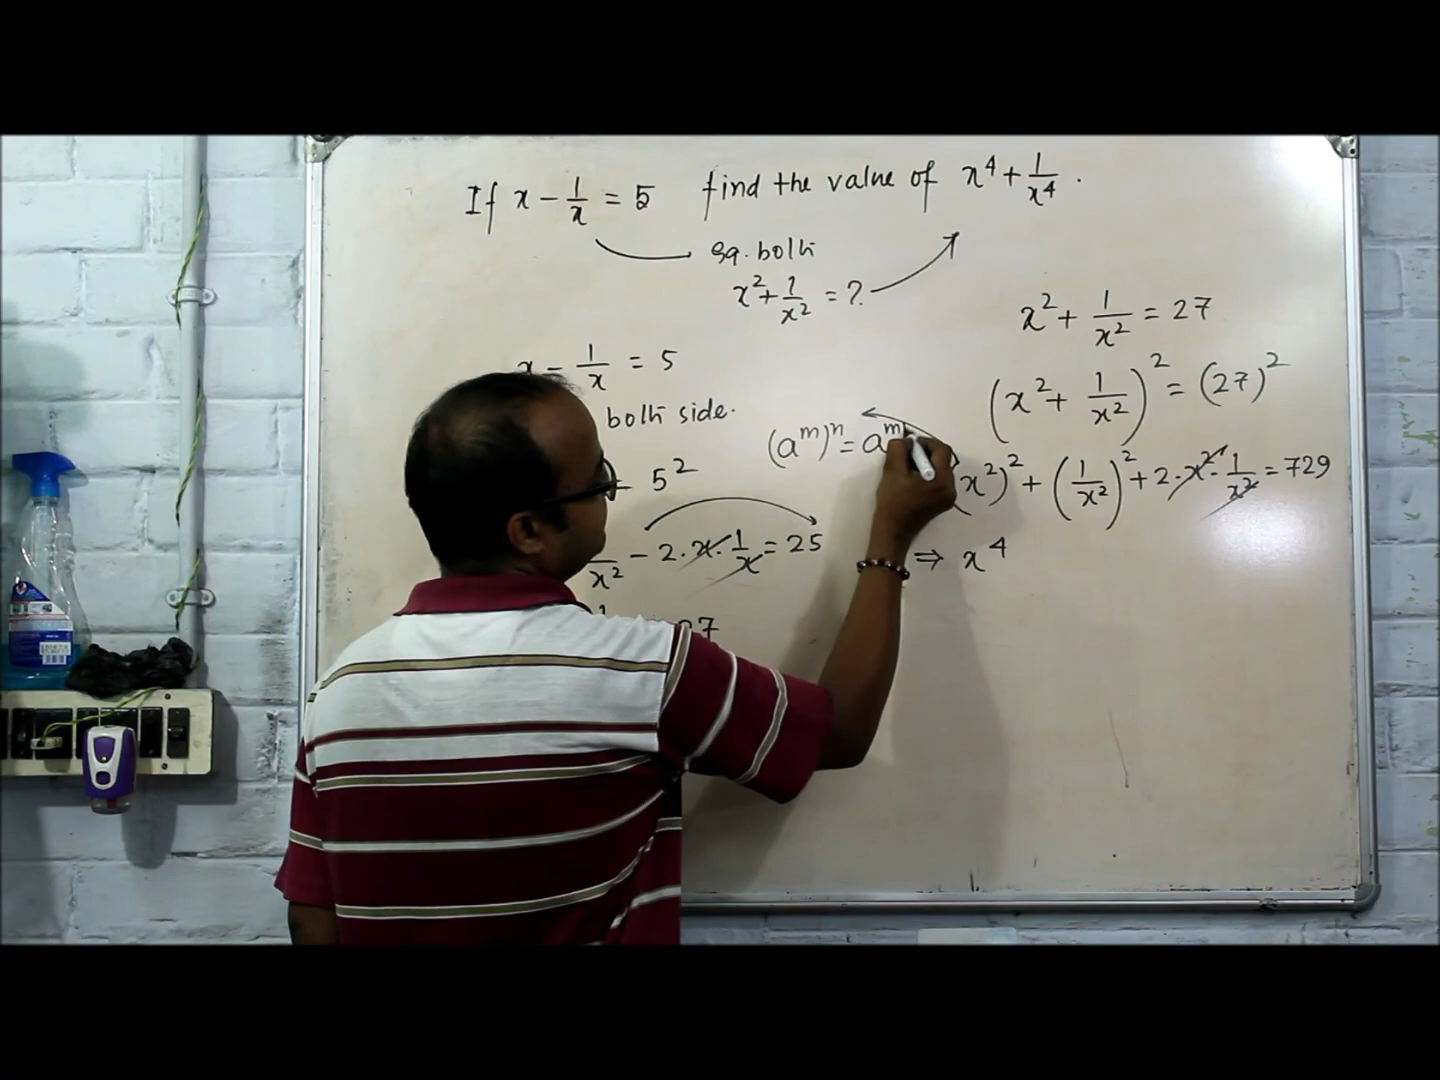 If x - 1/x = 5 find the value of x⁴ + 1/x⁴ .
sq. both
x² + 1/x² = ?
x - 1/x = 5
both side.
= 5²
x² - 2 · x · 1/x = 25
27
(aᵐ)ⁿ = aᵐ
x² + 1/x² = 27
(x² + 1/x²)² = (27)²
(x²)² + (1/x²)² + 2 · x² · 1/x² = 729
⇒ x⁴